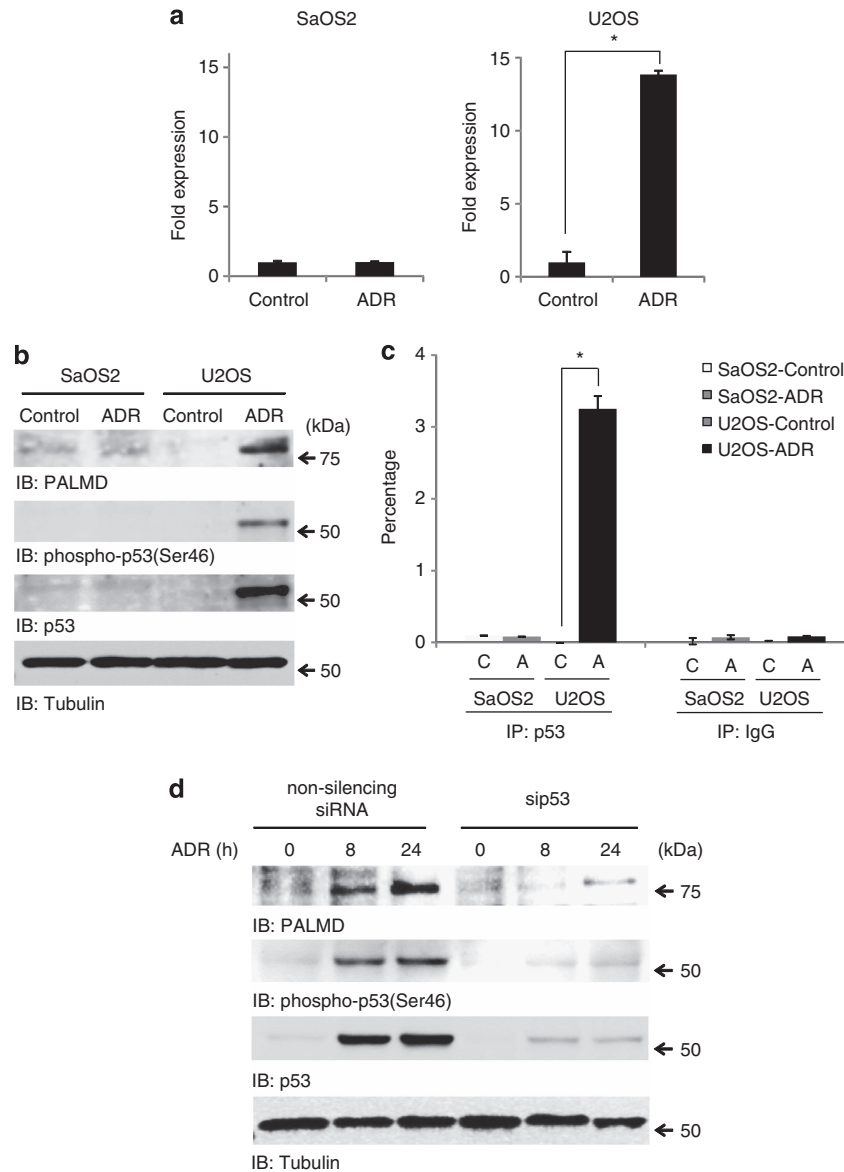 a
SaOS2
U2OS
Fold expression
15
10
5
0
Control ADR
Fold expression
15
10
5
0
*
Control ADR
b
SaOS2 U2OS
Control ADR Control ADR
(kDa)
75
IB: PALMD
50
IB: phospho-p53(Ser46)
50
IB: p53
50
IB: Tubulin
c
Percentage
4
3
2
1
0
*
SaOS2-Control
SaOS2-ADR
U2OS-Control
U2OS-ADR
C A C A C A C A
SaOS2 U2OS SaOS2 U2OS
IP: p53 IP: IgG
d
non-silencing
siRNA
sip53
ADR (h) 0 8 24 0 8 24 (kDa)
75
IB: PALMD
50
IB: phospho-p53(Ser46)
50
IB: p53
50
IB: Tubulin